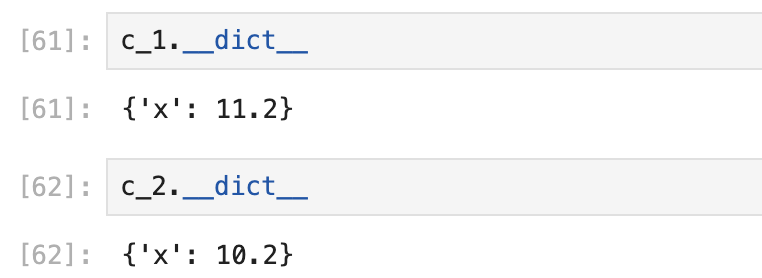 [61]: c_1.__dict__
[61]: {'x': 11.2}
[62]: c_2.__dict__
[62]: {'x': 10.2}